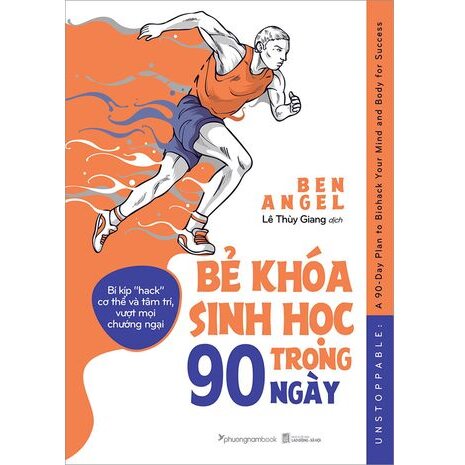 BEN
ANGEL
Lê Thùy Giang dịch
Bí kíp "hack"
cơ thể và tâm trí,
vượt mọi
chướng ngại
BẺ KHÓA
SINH HỌC
90 TRONG
NGÀY
UNSTOPPABLE: A 90-Day Plan to Biohack Your Mind and Body for Success
phuongnambook